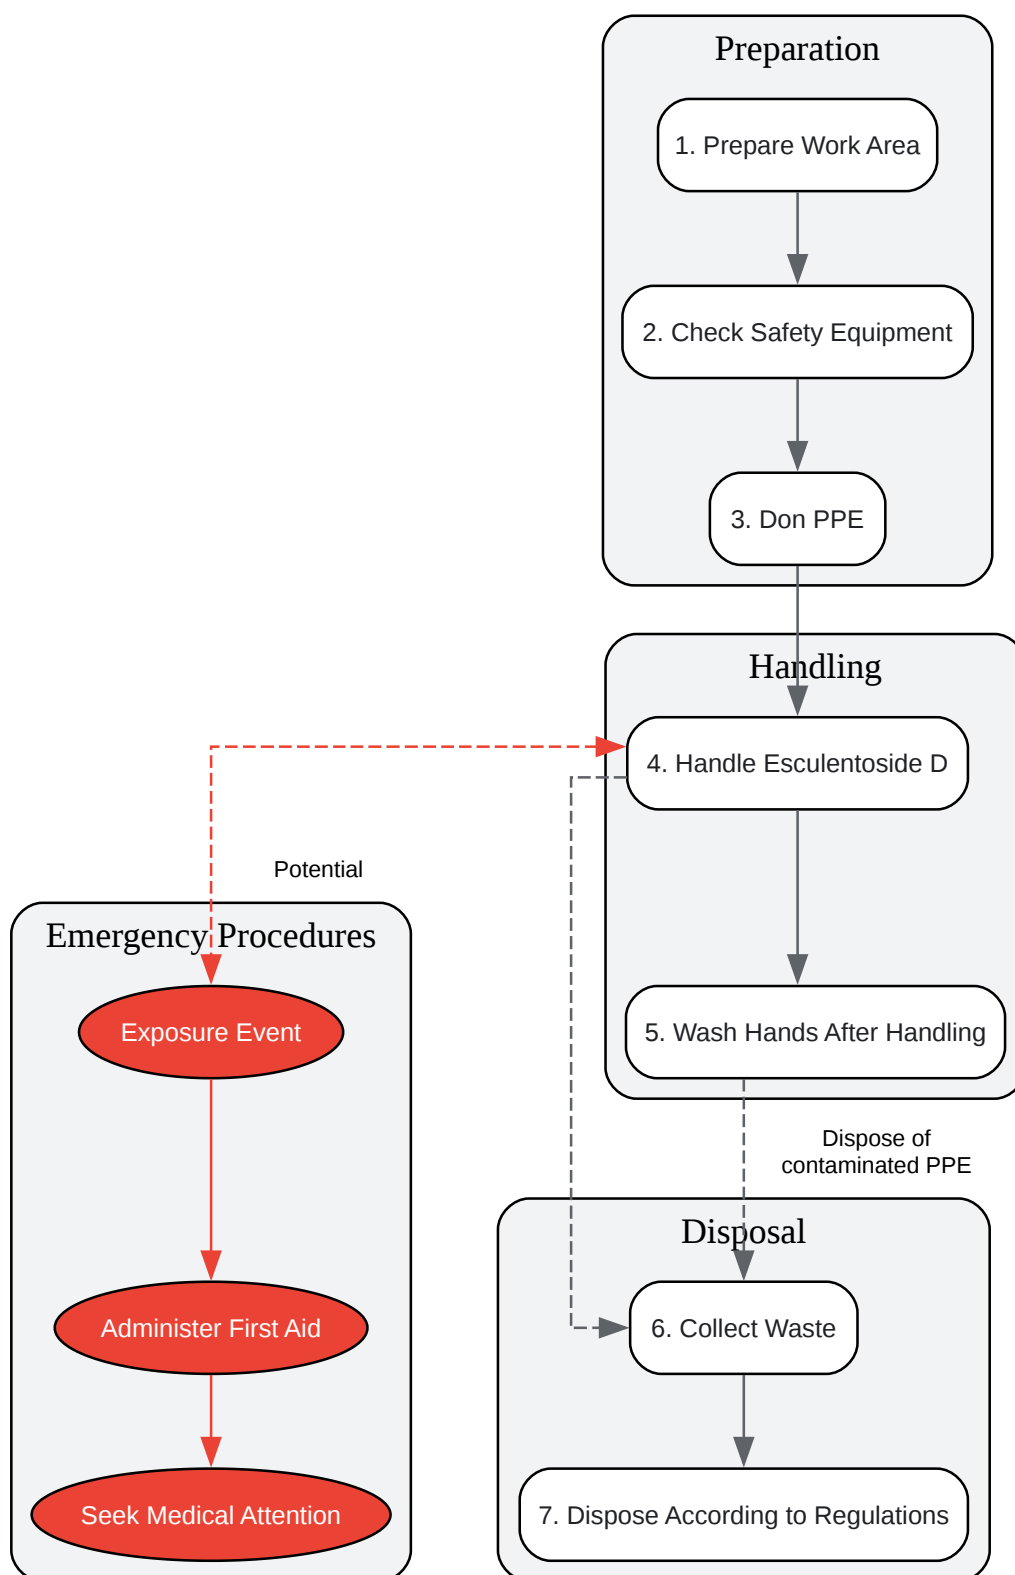 Preparation
1. Prepare Work Area
2. Check Safety Equipment
3. Don PPE
Handling
4. Handle Esculentoside D
Potential
Emergency Procedures
Exposure Event
5. Wash Hands After Handling
Dispose of
contaminated PPE
Disposal
Administer First Aid
6. Collect Waste
Seek Medical Attention
7. Dispose According to Regulations